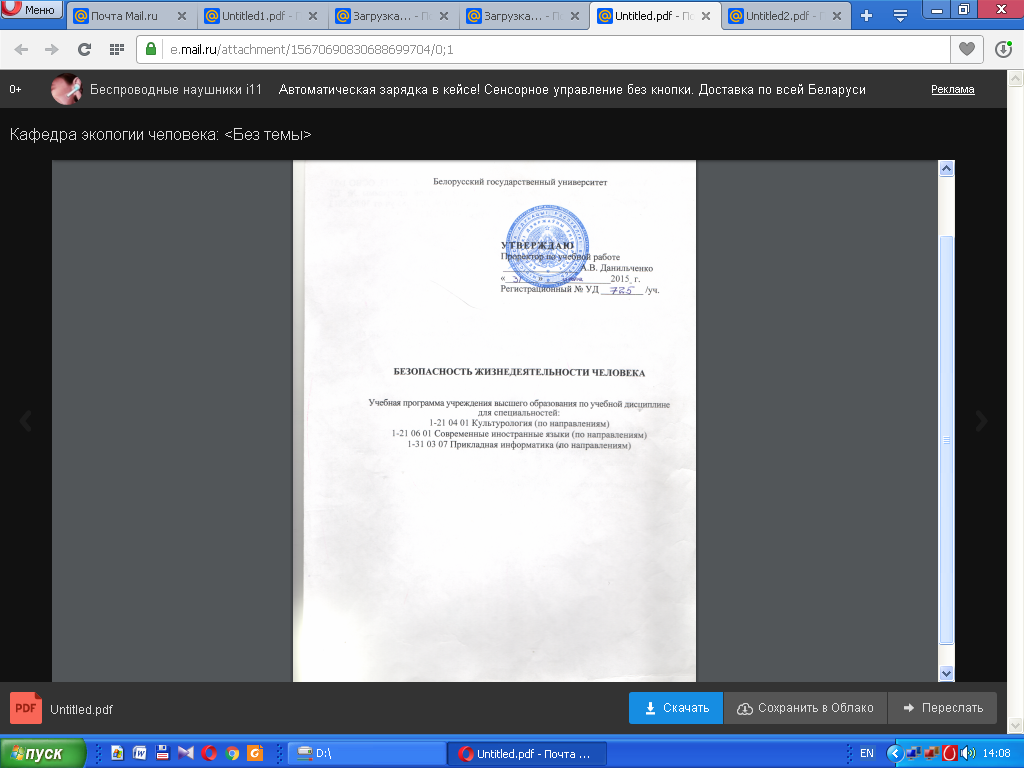 Меню
Почта Mail.ru
Untitled1.pdf - П
Загрузка... - По
Загрузка... - По
Untitled.pdf - По
Untitled2.pdf - П
e.mail.ru/attachment/15670690830688699704/0;1
0+
Беспроводные наушники i11
Автоматическая зарядка в кейсе! Сенсорное управление без кнопки. Доставка по всей Беларуси
Реклама
Кафедра экологии человека: <Без темы>
Белорусский государственный университет
УТВЕРЖДАЮ
Проректор по учебной работе
А.В. Данильченко
« 31 » 2015 г.
Регистрационный № УД 725 /уч.
БЕЗОПАСНОСТЬ ЖИЗНЕДЕЯТЕЛЬНОСТИ ЧЕЛОВЕКА
Учебная программа учреждения высшего образования по учебной дисциплине
для специальностей:
1-21 04 01 Культурология (по направлениям)
1-21 06 01 Современные иностранные языки (по направлениям)
1-31 03 07 Прикладная информатика (по направлениям)
PDF
Untitled.pdf
Скачать
Сохранить в Облако
Переслать
пуск
D:\
Untitled.pdf - Почта ...
EN
14:08